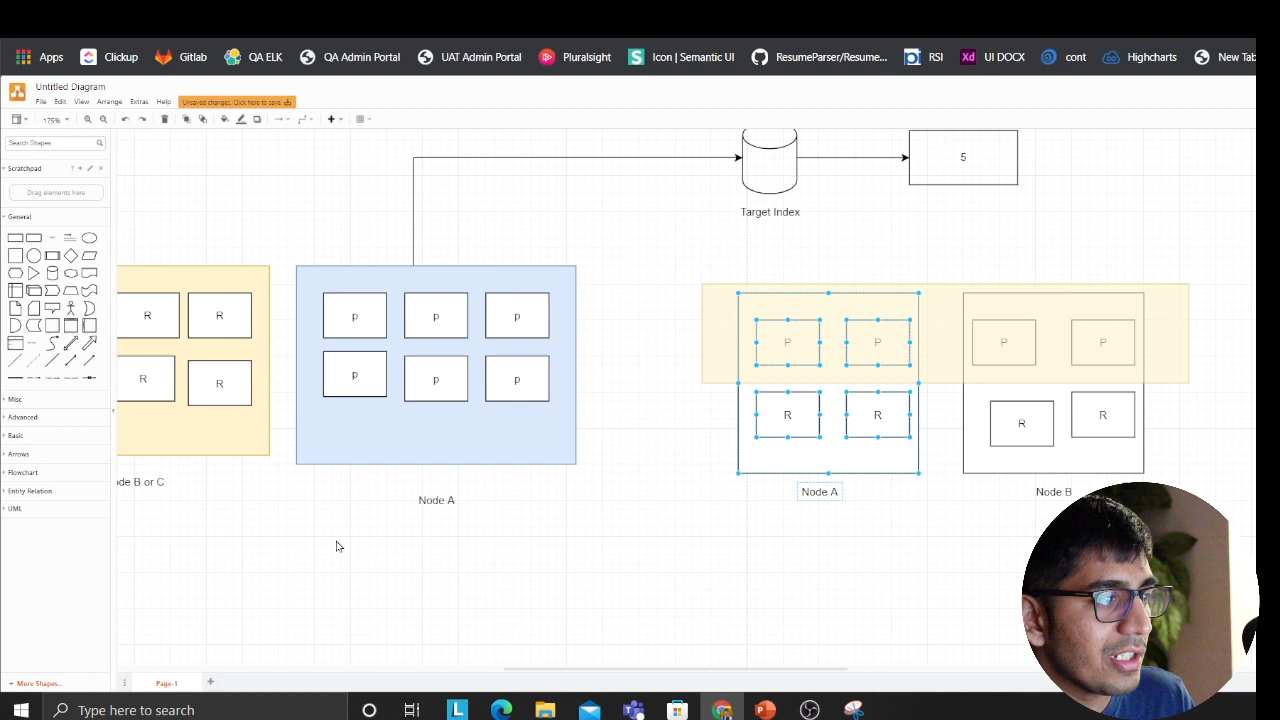 Apps Clickup Gitlab QA ELK QA Admin Portal UAT Admin Portal Pluralsight Icon | Semantic UI ResumeParser/Resume... RSI UI DOCX cont Highcharts New Tab
Untitled Diagram
File Edit View Arrange Extras Help Unsaved changes. Click here to save.
175%
Search Shapes
Scratchpad
Drag elements here
General
Misc
Advanced
Basic
Arrows
Flowchart
Entity Relation
UML
5
Target Index
R R p p p P P P P
R R p p p R R R R
ode B or C
Node A
Node A
Node B
+ More Shapes...
Page-1
Type here to search